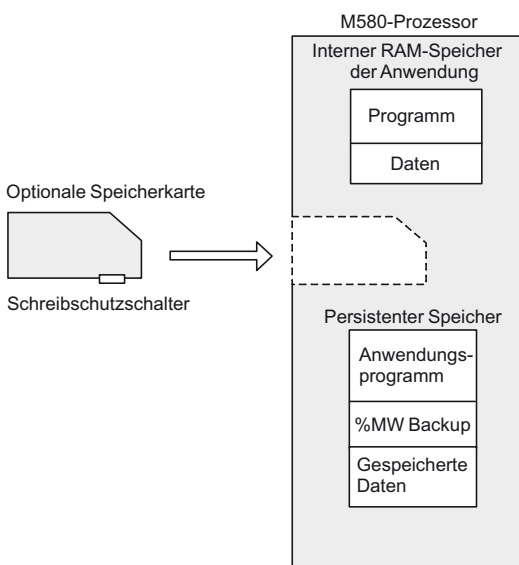 M580-Prozessor
Interner RAM-Speicher
der Anwendung
Programm
Daten
Optionale Speicherkarte
Schreibschutzschalter
Persistenter Speicher
Anwendungs-
programm
%MW Backup
Gespeicherte
Daten